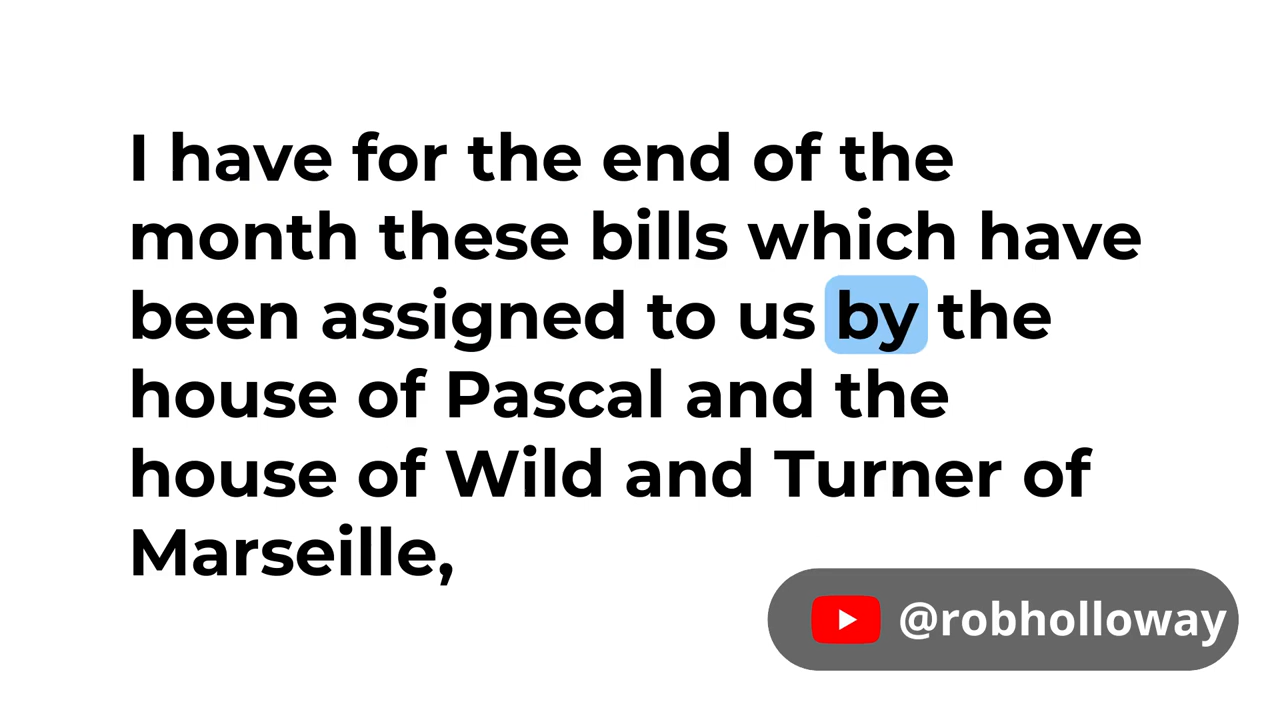 I have for the end of the
month these bills which have
been assigned to us by the
house of Pascal and the
house of Wild and Turner of
Marseille,
@robholloway